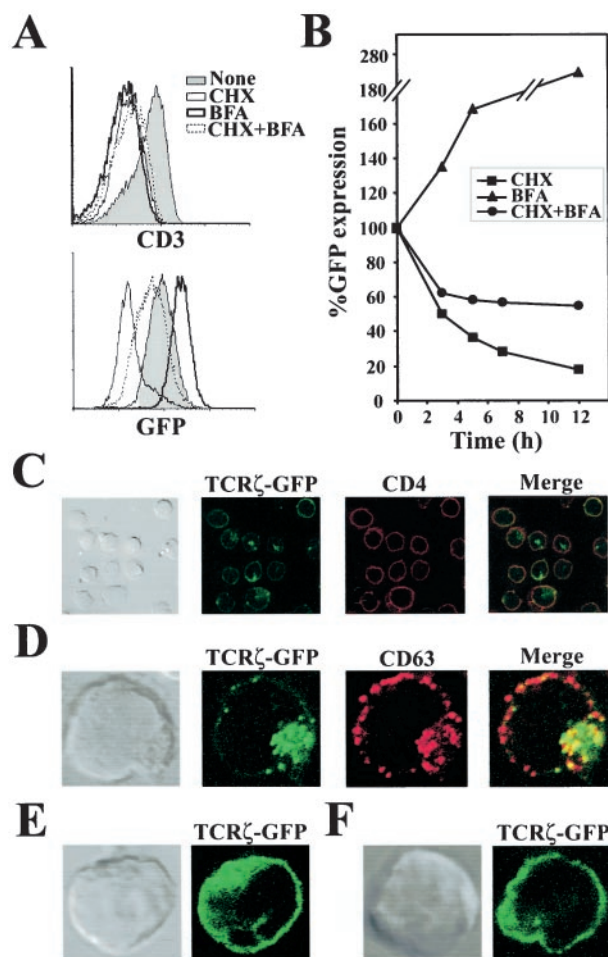 A
None
CHX
BFA
CHX+BFA
CD3
GFP
B
280
180
160
140
120
100
80
60
40
20
0
%GFP expression
CHX
BFA
CHX+BFA
0 2 4 6 8 10 12
Time (h)
C
TCRζ-GFP CD4 Merge
D
TCRζ-GFP CD63 Merge
E
TCRζ-GFP
F
TCRζ-GFP